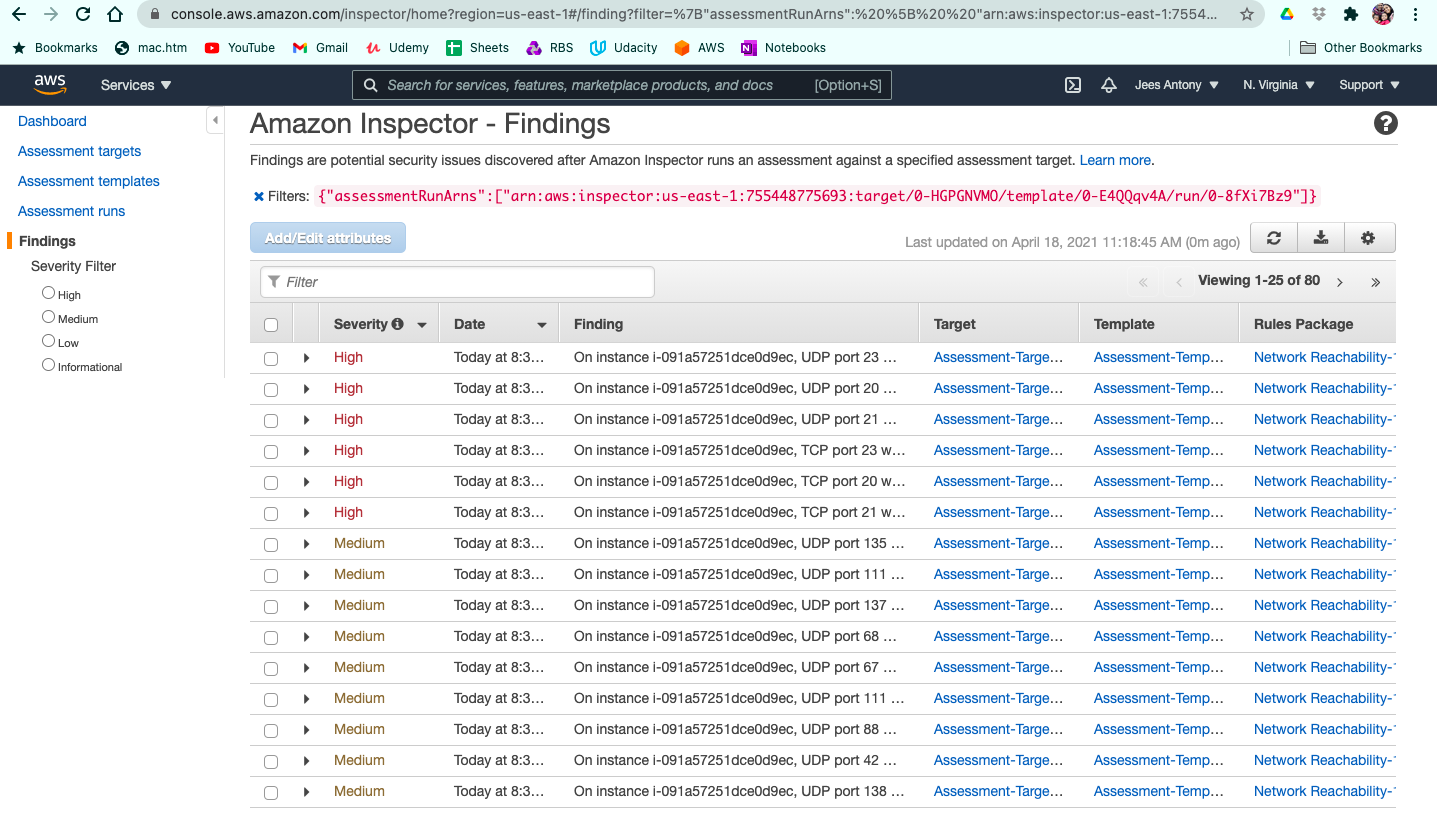 console.aws.amazon.com/inspector/home?region=us-east-1#/finding?filter=%7B"assessmentRunArns":%20%5B%20%20"arn:aws:inspector:us-east-1:7554...
Bookmarks mac.htm YouTube Gmail Udemy Sheets RBS Udacity AWS Notebooks Other Bookmarks
aws Services Search for services, features, marketplace products, and docs [Option+S] Jees Antony N. Virginia Support
Dashboard
Assessment targets
Assessment templates
Assessment runs
Findings
Severity Filter
High
Medium
Low
Informational
Amazon Inspector - Findings
Findings are potential security issues discovered after Amazon Inspector runs an assessment against a specified assessment target. Learn more.
Filters: {"assessmentRunArns":["arn:aws:inspector:us-east-1:755448775693:target/0-HGPGNVMO/template/0-E4QQqv4A/run/0-8fXi7Bz9"]}
Add/Edit attributes Last updated on April 18, 2021 11:18:45 AM (0m ago)
Filter « ‹ Viewing 1-25 of 80 › »
Severity Date Finding Target Template Rules Package
High Today at 8:3... On instance i-091a57251dce0d9ec, UDP port 23 ... Assessment-Targe... Assessment-Temp... Network Reachability-1
High Today at 8:3... On instance i-091a57251dce0d9ec, UDP port 20 ... Assessment-Targe... Assessment-Temp... Network Reachability-1
High Today at 8:3... On instance i-091a57251dce0d9ec, UDP port 21 ... Assessment-Targe... Assessment-Temp... Network Reachability-1
High Today at 8:3... On instance i-091a57251dce0d9ec, TCP port 23 w... Assessment-Targe... Assessment-Temp... Network Reachability-1
High Today at 8:3... On instance i-091a57251dce0d9ec, TCP port 20 w... Assessment-Targe... Assessment-Temp... Network Reachability-1
High Today at 8:3... On instance i-091a57251dce0d9ec, TCP port 21 w... Assessment-Targe... Assessment-Temp... Network Reachability-1
Medium Today at 8:3... On instance i-091a57251dce0d9ec, UDP port 135 ... Assessment-Targe... Assessment-Temp... Network Reachability-1
Medium Today at 8:3... On instance i-091a57251dce0d9ec, UDP port 111 ... Assessment-Targe... Assessment-Temp... Network Reachability-1
Medium Today at 8:3... On instance i-091a57251dce0d9ec, UDP port 137 ... Assessment-Targe... Assessment-Temp... Network Reachability-1
Medium Today at 8:3... On instance i-091a57251dce0d9ec, UDP port 68 ... Assessment-Targe... Assessment-Temp... Network Reachability-1
Medium Today at 8:3... On instance i-091a57251dce0d9ec, UDP port 67 ... Assessment-Targe... Assessment-Temp... Network Reachability-1
Medium Today at 8:3... On instance i-091a57251dce0d9ec, UDP port 111 ... Assessment-Targe... Assessment-Temp... Network Reachability-1
Medium Today at 8:3... On instance i-091a57251dce0d9ec, UDP port 88 ... Assessment-Targe... Assessment-Temp... Network Reachability-1
Medium Today at 8:3... On instance i-091a57251dce0d9ec, UDP port 42 ... Assessment-Targe... Assessment-Temp... Network Reachability-1
Medium Today at 8:3... On instance i-091a57251dce0d9ec, UDP port 138 ... Assessment-Targe... Assessment-Temp... Network Reachability-1